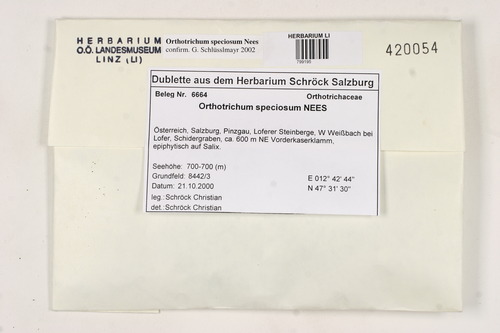 HERBARIUM
O.Ö. LANDESMUSEUM
LINZ (LI)
Orthotrichum speciosum Nees
confirm. G. Schlüsslmayr 2002
HERBARIUM LI
789185
420054
Dublette aus dem Herbarium Schröck Salzburg
Beleg Nr. 6664 Orthotrichaceae
Orthotrichum speciosum NEES
Österreich, Salzburg, Pinzgau, Loferer Steinberge, W Weißbach bei
Lofer, Schidergraben, ca. 600 m NE Vorderkaserklamm,
epiphytisch auf Salix.
Seehöhe: 700-700 (m)
Grundfeld: 8442/3 E 012° 42' 44"
Datum: 21.10.2000 N 47° 31' 30"
leg.: Schröck Christian
det.: Schröck Christian